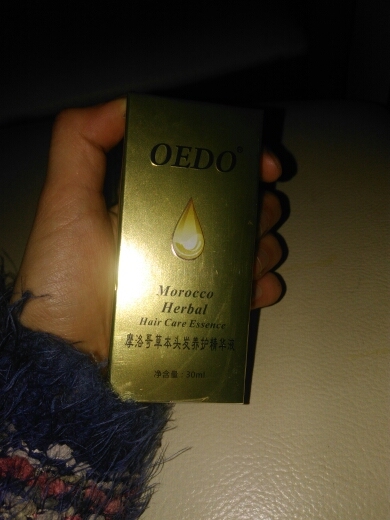 OEDO®
Morocco
Herbal
Hair Care Essence
摩洛哥草本头发养护精华液
净含量：30ml